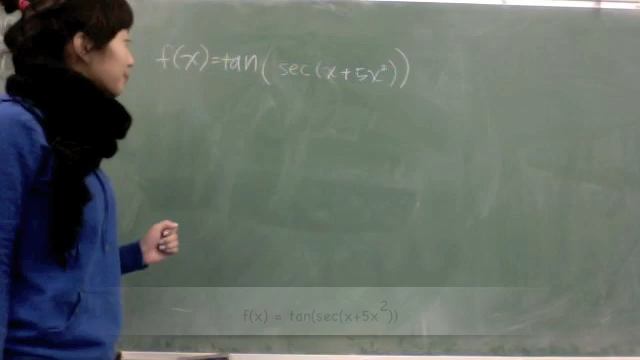 f(x)=tan(sec(x+5x²))
f(x) = tan(sec(x+5x²))